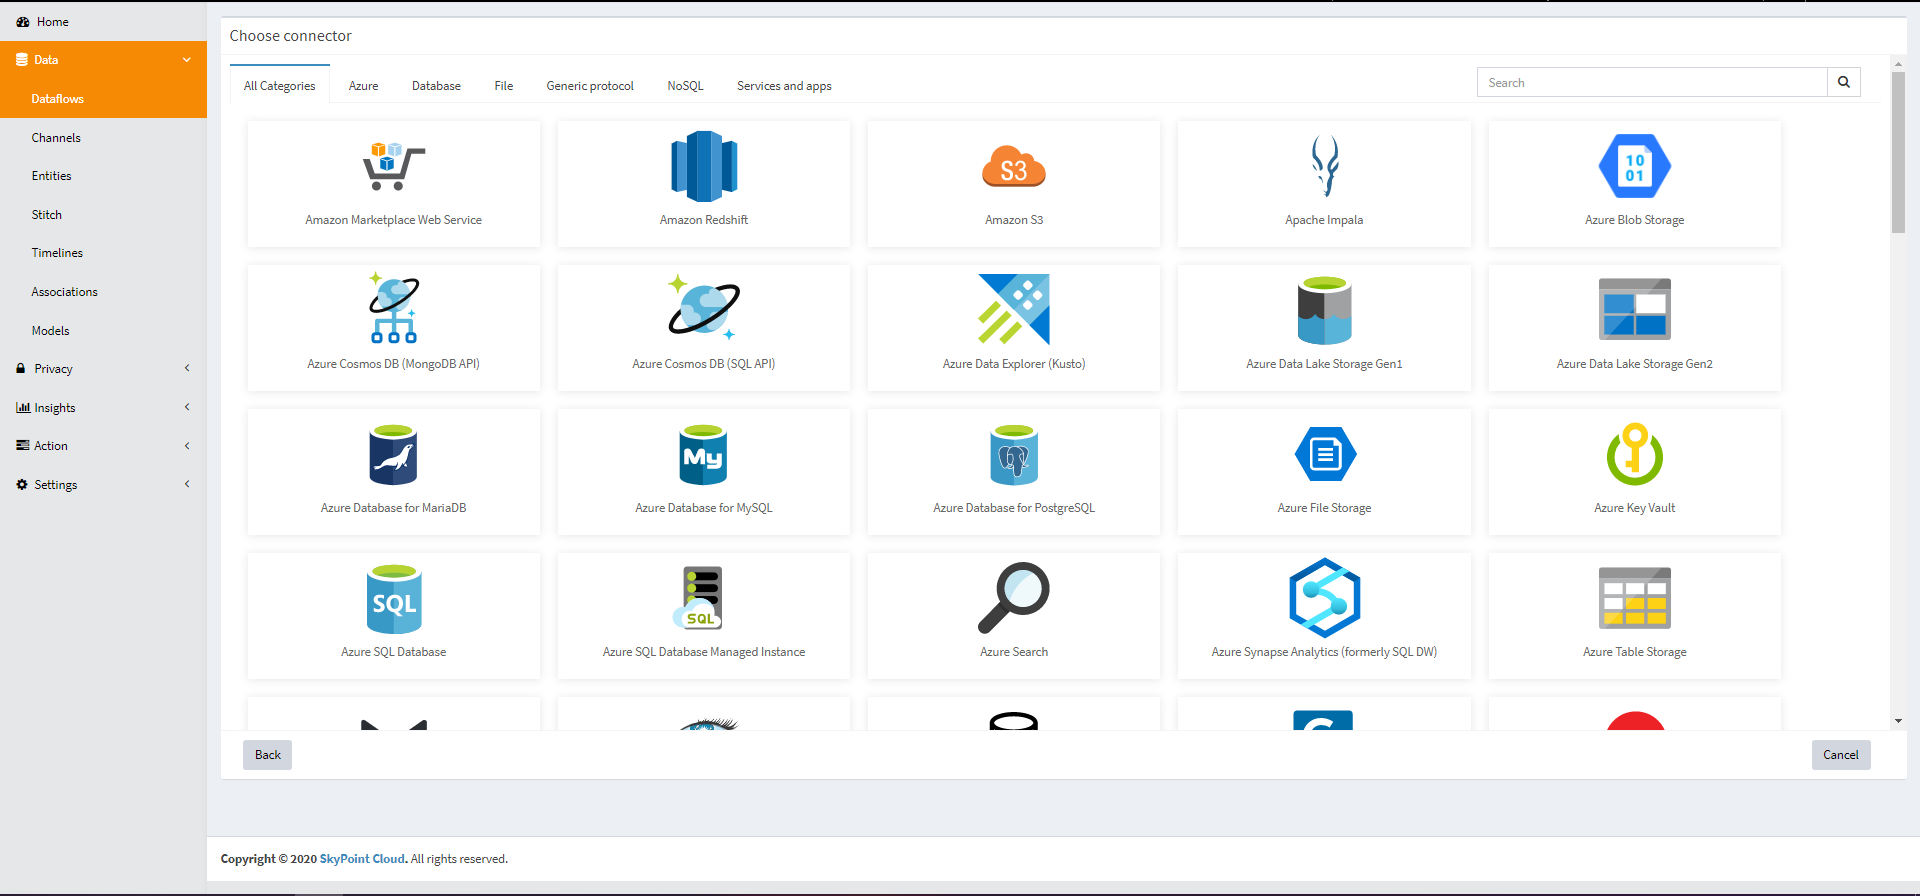 Home
Data
Dataflows
Channels
Entities
Stitch
Timelines
Associations
Models
Privacy
Insights
Action
Settings
Choose connector
All Categories Azure Database File Generic protocol NoSQL Services and apps
Search
S3
10
01
Amazon Marketplace Web Service Amazon Redshift Amazon S3 Apache Impala Azure Blob Storage
Azure Cosmos DB (MongoDB API) Azure Cosmos DB (SQL API) Azure Data Explorer (Kusto) Azure Data Lake Storage Gen1 Azure Data Lake Storage Gen2
My
Azure Database for MariaDB Azure Database for MySQL Azure Database for PostgreSQL Azure File Storage Azure Key Vault
SQL
SQL
Azure SQL Database Azure SQL Database Managed Instance Azure Search Azure Synapse Analytics (formerly SQL DW) Azure Table Storage
Back Cancel
Copyright © 2020 SkyPoint Cloud. All rights reserved.